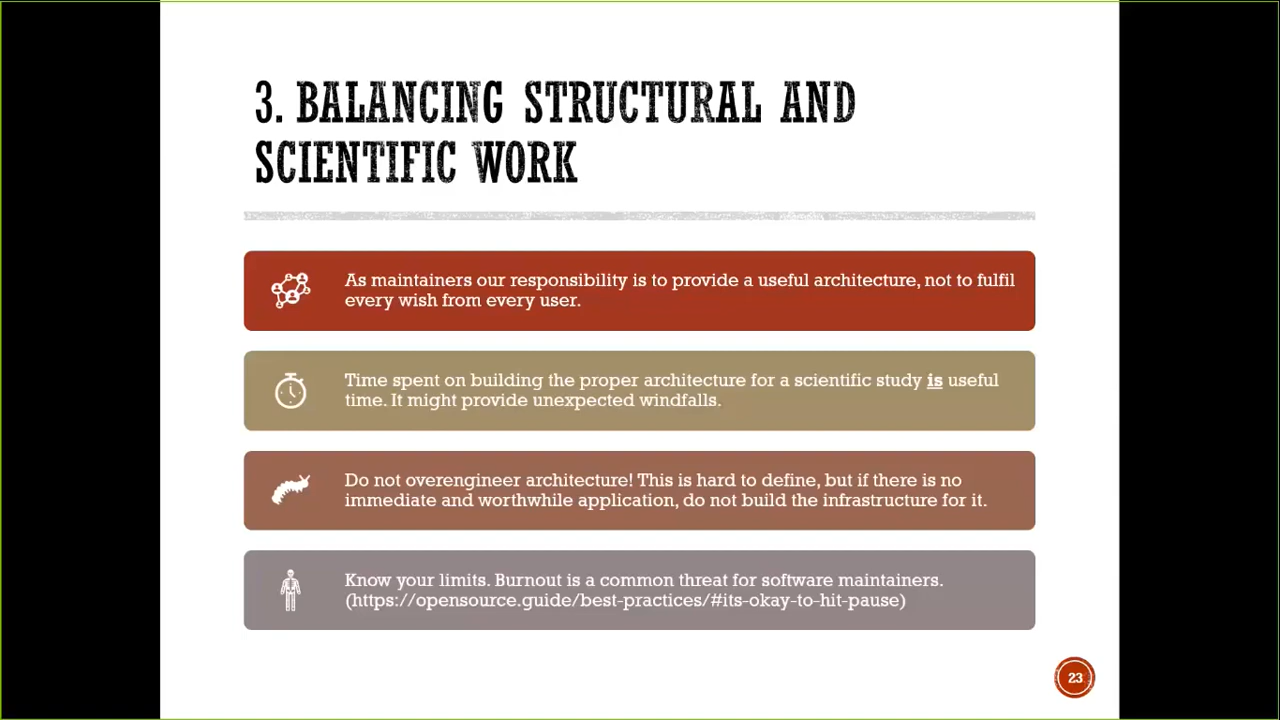 3. BALANCING STRUCTURAL AND
SCIENTIFIC WORK
As maintainers our responsibility is to provide a useful architecture, not to fulfil
every wish from every user.
Time spent on building the proper architecture for a scientific study is useful
time. It might provide unexpected windfalls.
Do not overengineer architecture! This is hard to define, but if there is no
immediate and worthwhile application, do not build the infrastructure for it.
Know your limits. Burnout is a common threat for software maintainers.
(https://opensource.guide/best-practices/#its-okay-to-hit-pause)
23